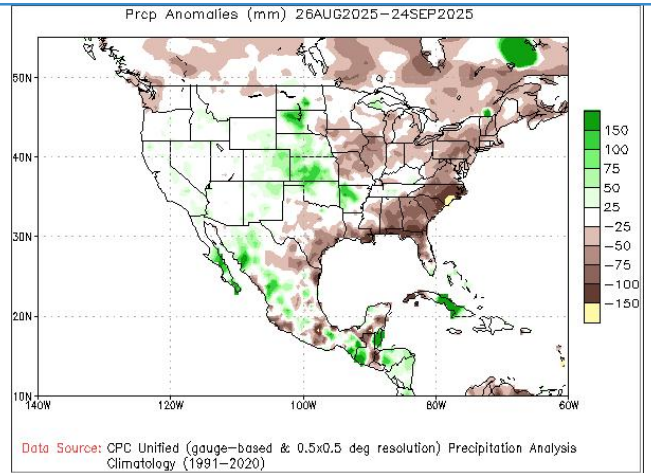 Prcp Anomalies (mm) 26AUG2025-24SEP2025
50N
40N
30N
20N
10N
140W 120W 100W 80W 60W
150
100
75
50
25
-25
-50
-75
-100
-150
Data Source: CPC Unified (gauge-based & 0.5x0.5 deg resolution) Precipitation Analysis
Climatology (1991-2020)